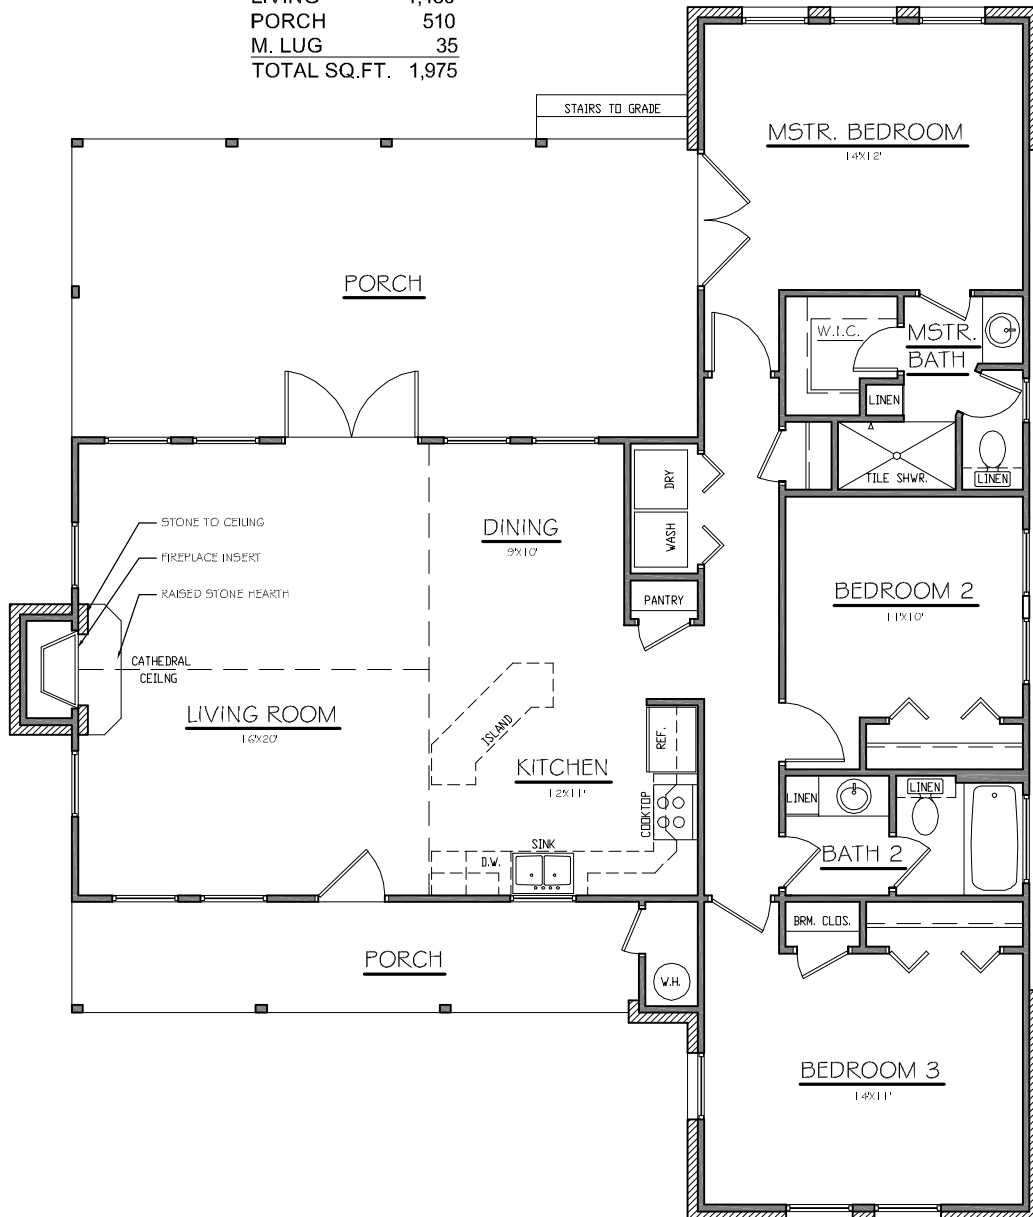 PORCH 510
M. LUG 35
TOTAL SQ.FT. 1,975
STAIRS TO GRADE
MSTR. BEDROOM
14'X12'
PORCH
W.I.C.
MSTR.
BATH
LINEN
TILE SHWR.
LINEN
DRY
WASH
DINING
9'X10'
STONE TO CEILING
FIREPLACE INSERT
RAISED STONE HEARTH
PANTRY
BEDROOM 2
11'X10'
CATHEDRAL
CEILNG
LIVING ROOM
16'X20'
ISLAND
REF.
KITCHEN
12'X11'
COOKTOP
SINK
D.W.
LINEN
LINEN
BATH 2
BRM. CLOS.
PORCH
W.H.
BEDROOM 3
14'X11'